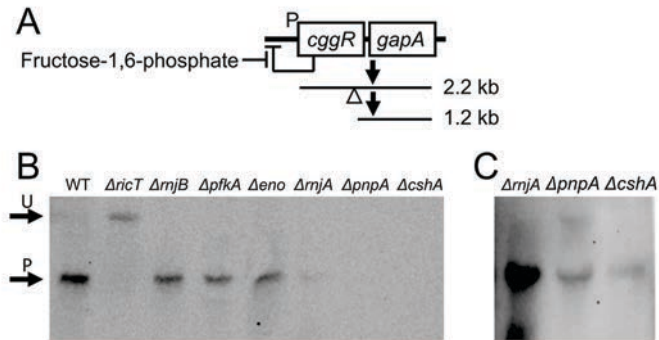 A
P
cggR gapA
Fructose-1,6-phosphate
2.2 kb
Δ
1.2 kb
B
WT ΔricT ΔrnjB ΔpfkA Δeno ΔrnjA ΔpnpA ΔcshA
U
P
C
ΔrnjA ΔpnpA ΔcshA